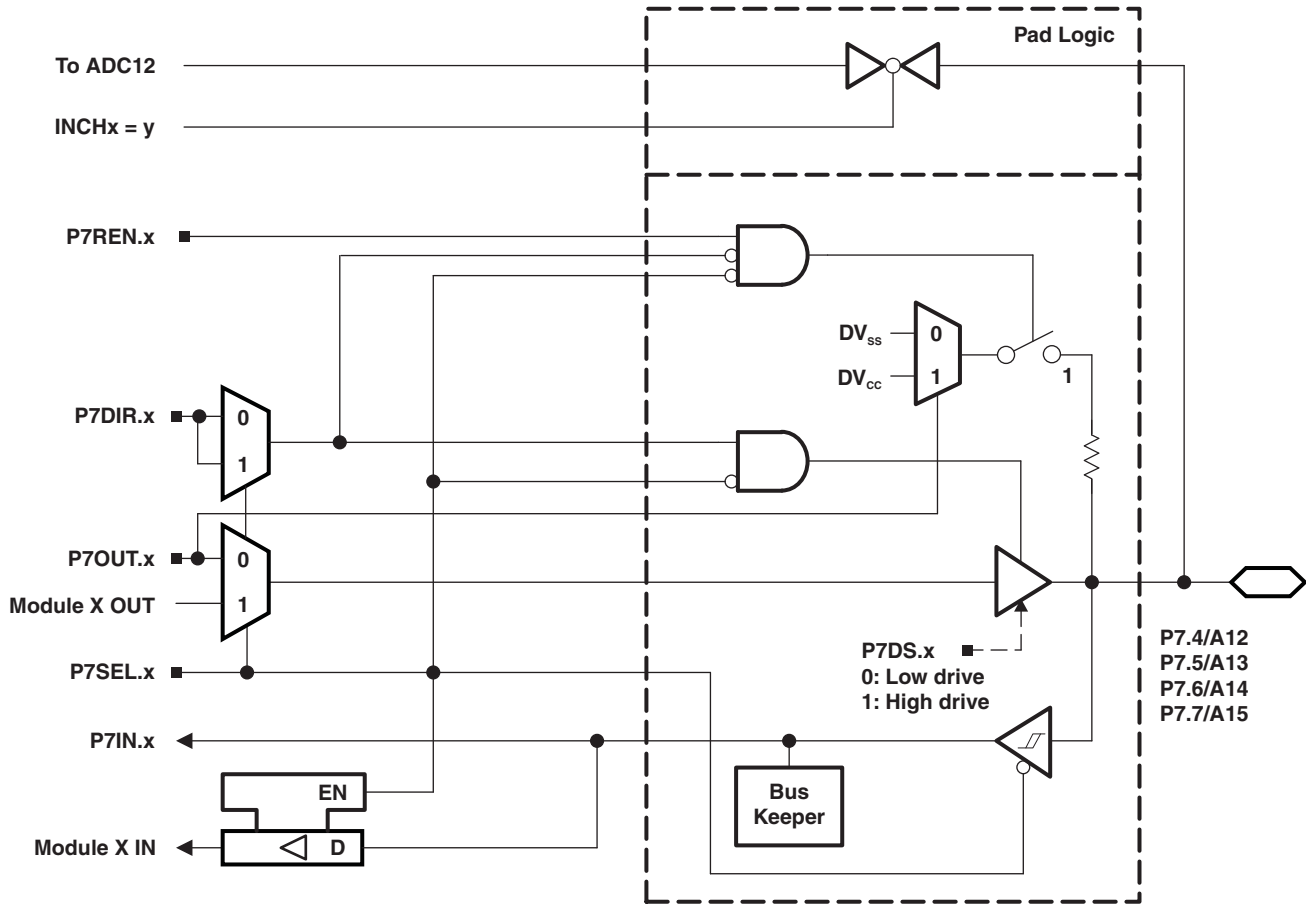 Pad Logic
To ADC12
INCHx = y
P7REN.x
DVSS
0
DVCC
1
1
P7DIR.x
0
1
P7OUT.x
0
Module X OUT
1
P7SEL.x
P7DS.x
0: Low drive
1: High drive
P7.4/A12
P7.5/A13
P7.6/A14
P7.7/A15
P7IN.x
EN
Bus
Keeper
Module X IN
D